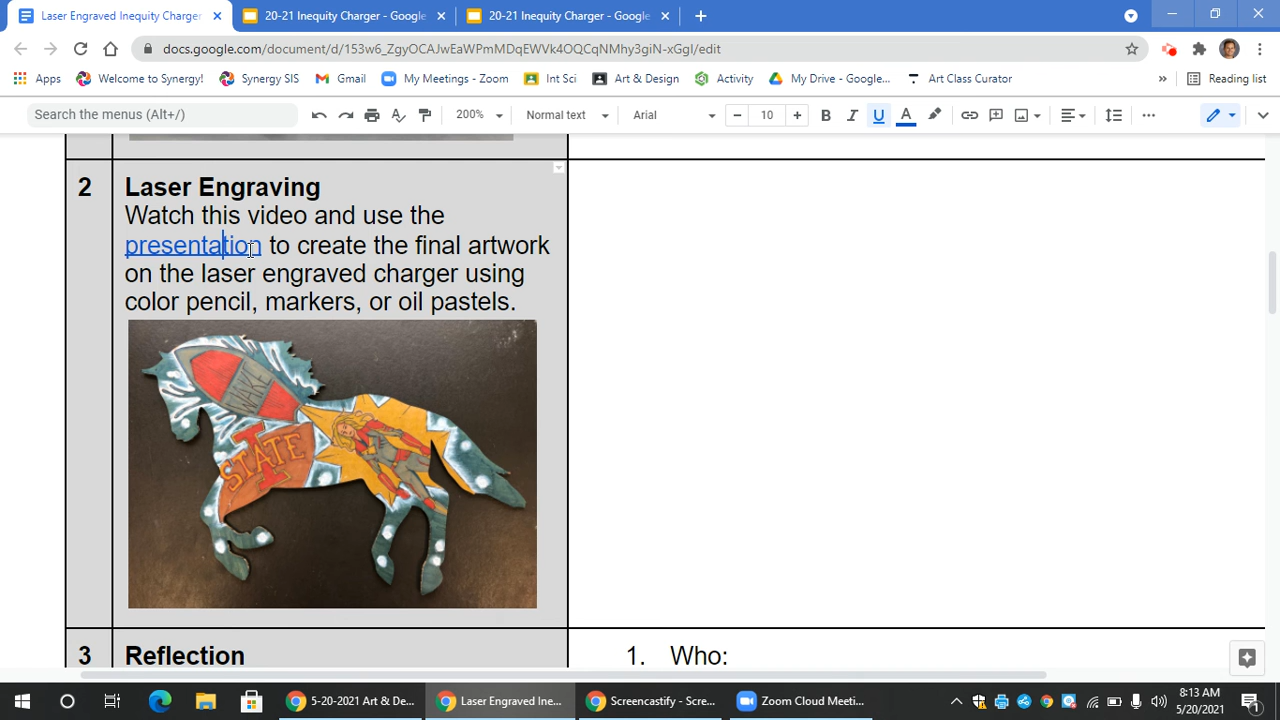 Laser Engraved Inequity Charger
20-21 Inequity Charger - Google
20-21 Inequity Charger - Google
docs.google.com/document/d/153w6_ZgyOCAJwEaWPmMDqEWVk4OQCqNMhy3giN-xGgI/edit
Apps Welcome to Synergy! Synergy SIS Gmail My Meetings - Zoom Int Sci Art & Design Activity My Drive - Google... Art Class Curator » Reading list
Search the menus (Alt+/) 200% Normal text Arial 10 B I U A
2 Laser Engraving
Watch this video and use the
presentation to create the final artwork
on the laser engraved charger using
color pencil, markers, or oil pastels.
WAKE
I
STATE
3 Reflection
1. Who:
5-20-2021 Art & De... Laser Engraved Ine... Screencastify - Scre... Zoom Cloud Meeti...
8:13 AM
5/20/2021